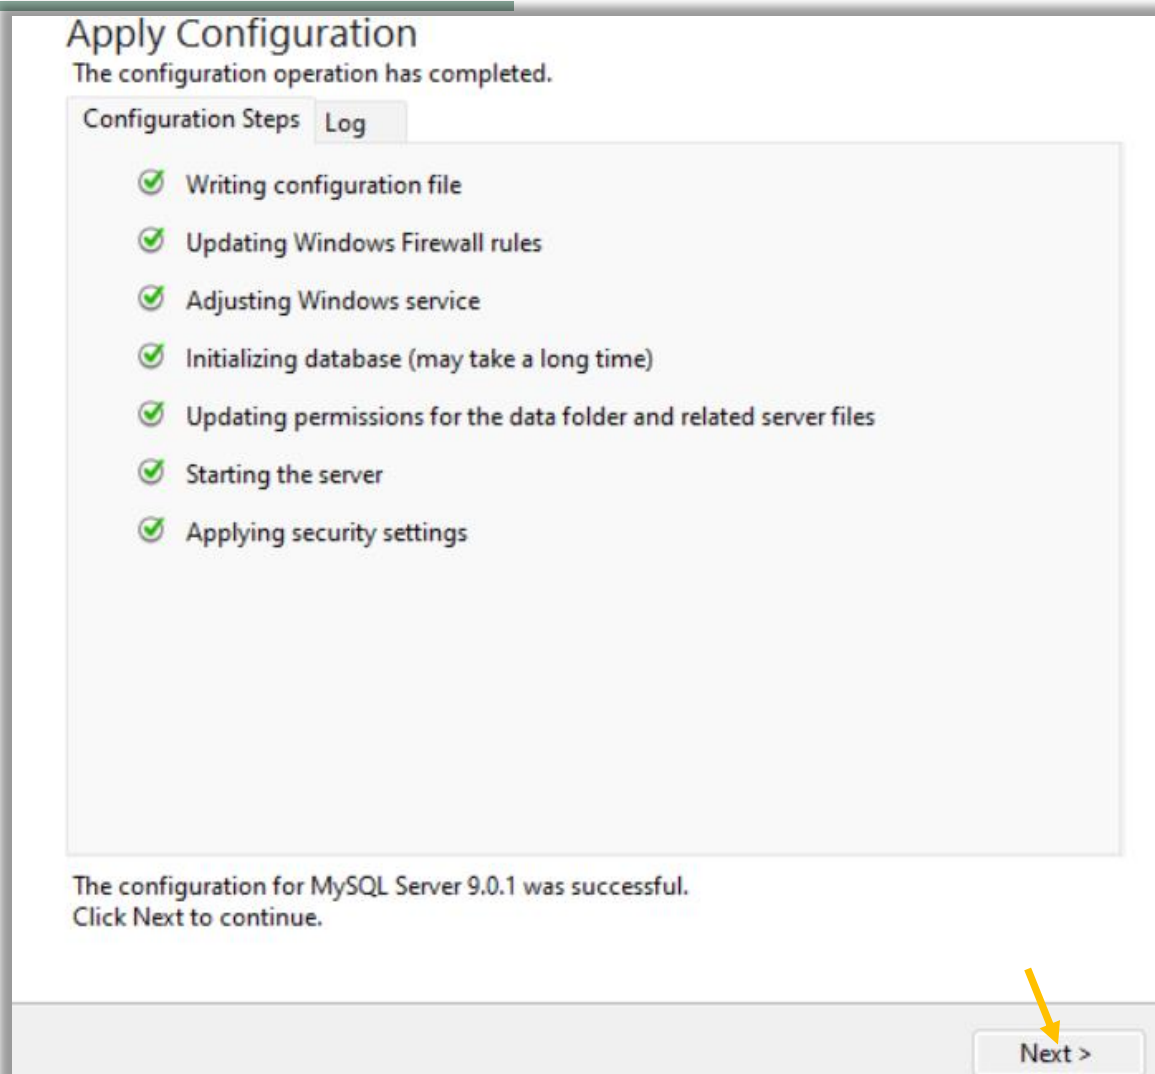 Apply Configuration
The configuration operation has completed.
Configuration Steps Log
Writing configuration file
Updating Windows Firewall rules
Adjusting Windows service
Initializing database (may take a long time)
Updating permissions for the data folder and related server files
Starting the server
Applying security settings
The configuration for MySQL Server 9.0.1 was successful.
Click Next to continue.
Next >